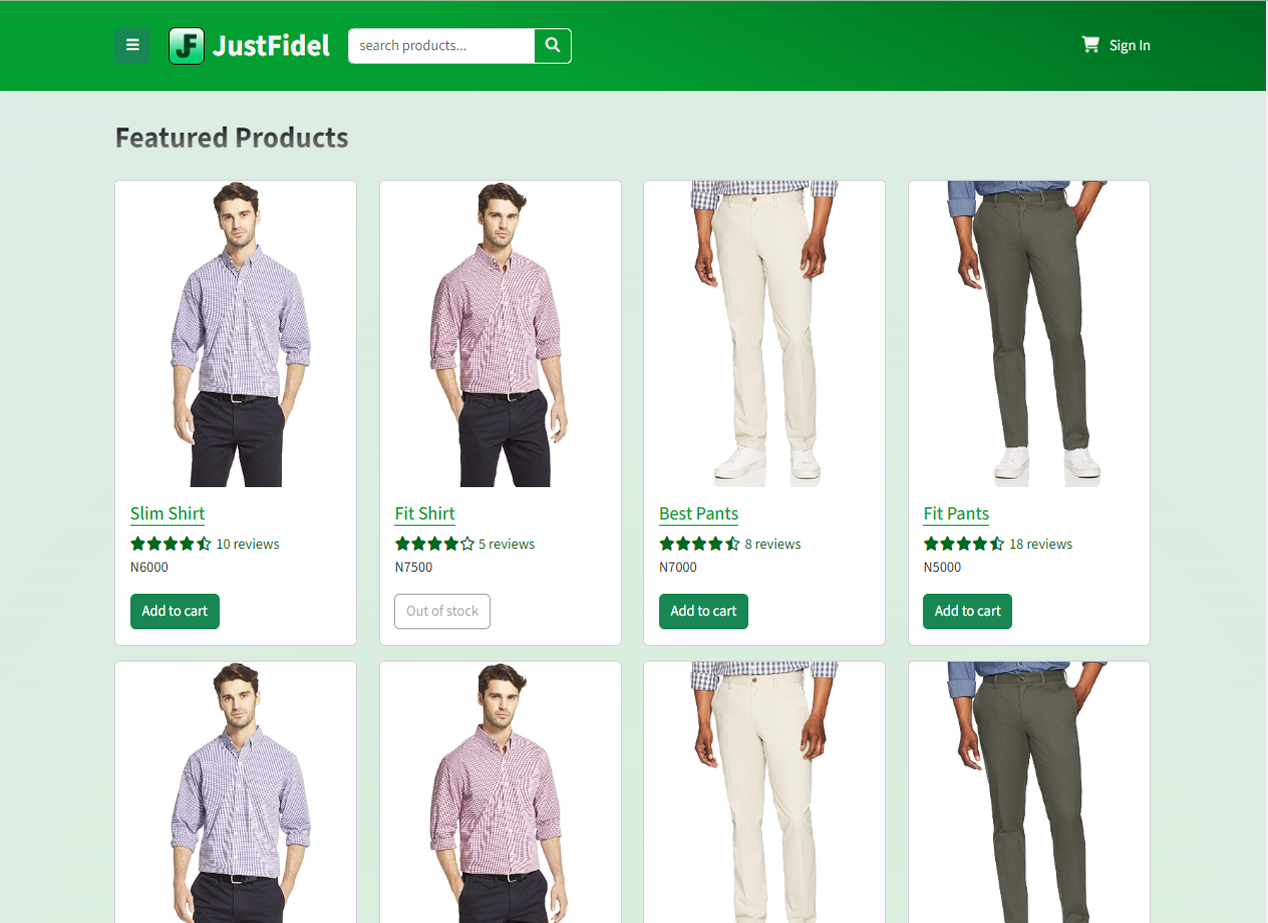 JF JustFidel
search products...
Sign In
Featured Products
Slim Shirt
10 reviews
N6000
Add to cart
Fit Shirt
5 reviews
N7500
Out of stock
Best Pants
8 reviews
N7000
Add to cart
Fit Pants
18 reviews
N5000
Add to cart